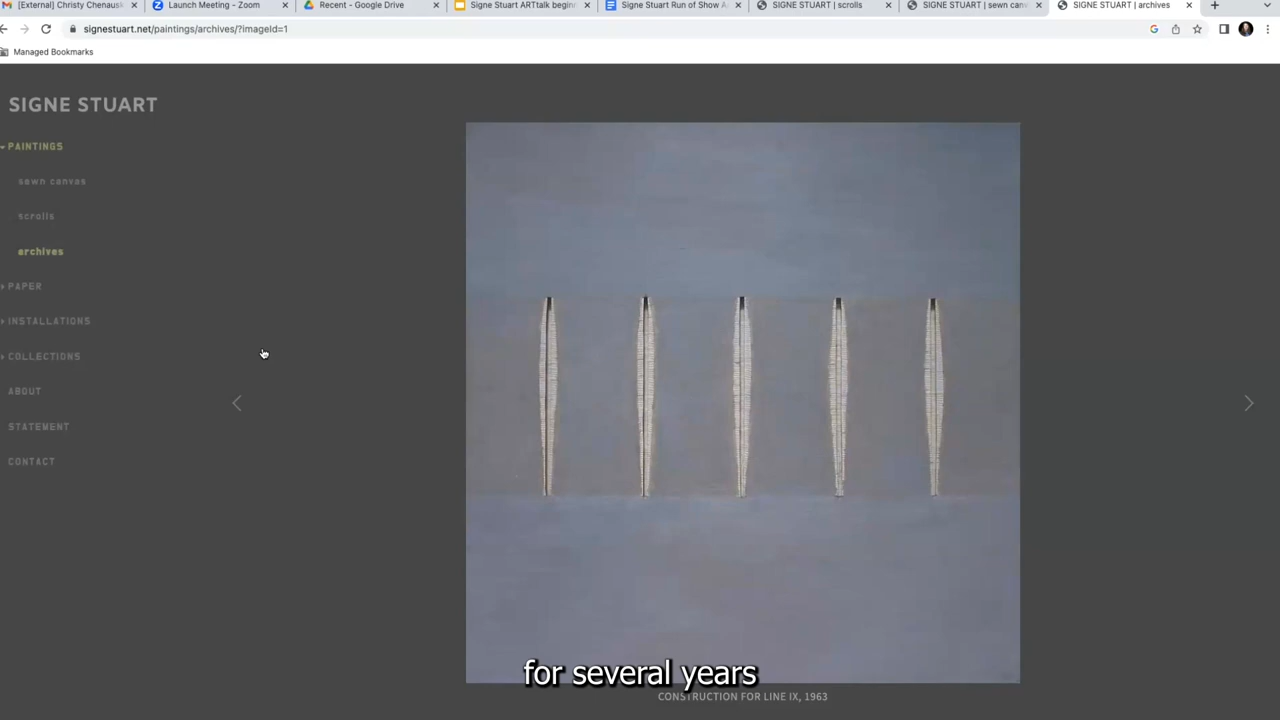 [External] Christy Chenausk
Launch Meeting - Zoom
Recent - Google Drive
Signe Stuart ARTtalk beginn
Signe Stuart Run of Show A
SIGNE STUART | scrolls
SIGNE STUART | sewn canv
SIGNE STUART | archives
signestuart.net/paintings/archives/?imageId=1
Managed Bookmarks
SIGNE STUART
PAINTINGS
sewn canvas
scrolls
archives
PAPER
INSTALLATIONS
COLLECTIONS
ABOUT
STATEMENT
CONTACT
for several years
CONSTRUCTION FOR LINE IX, 1963